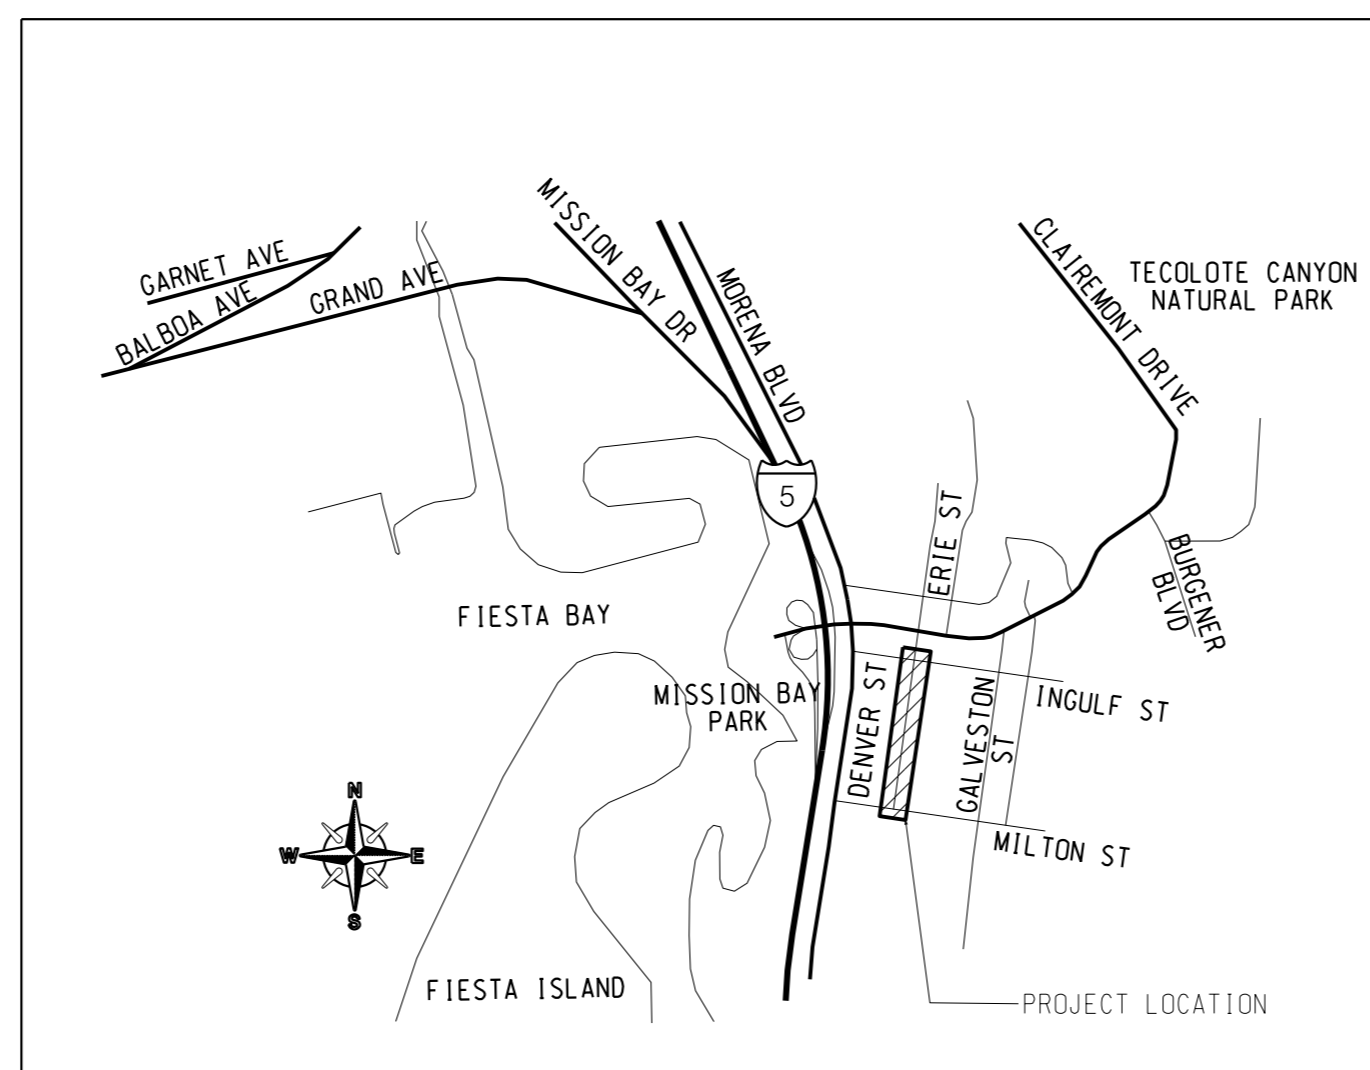 MISSION BAY DR
GARNET AVE
BALBOA AVE
GRAND AVE
MORENA BLVD
CLAIREMONT DRIVE
TECOLOTE CANYON
NATURAL PARK
5
ERIE ST
BURGENER
BLVD
FIESTA BAY
MISSION BAY
PARK
DENVER ST
GALVESTON
ST
INGULF ST
MILTON ST
N
W
E
S
FIESTA ISLAND
PROJECT LOCATION